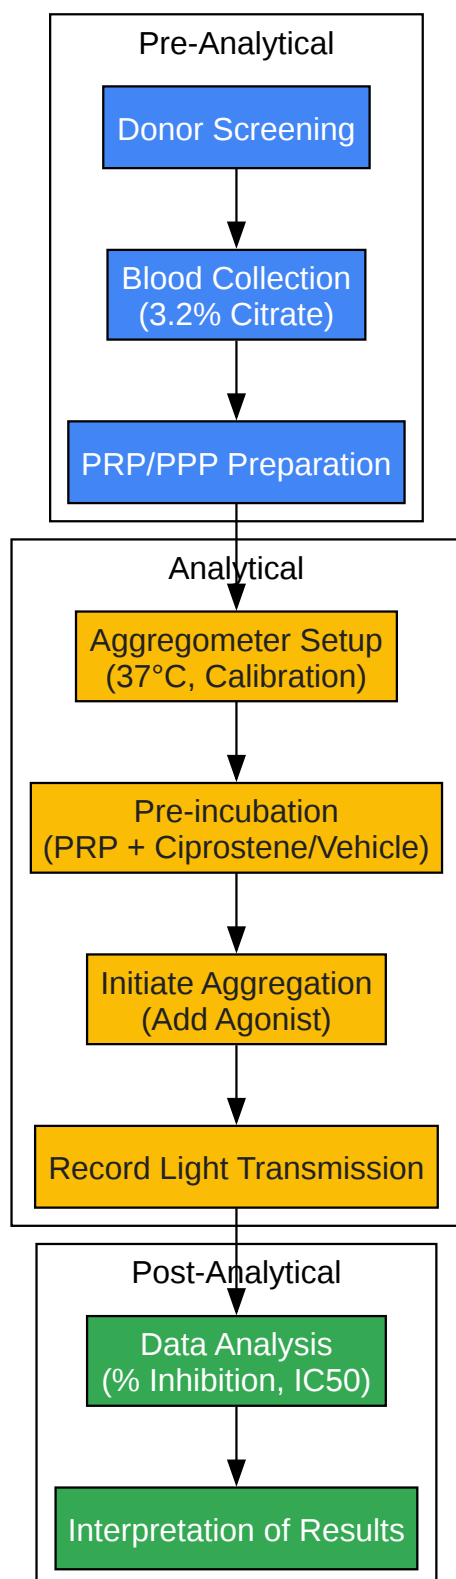 Pre-Analytical
Donor Screening
Blood Collection
(3.2% Citrate)
PRP/PPP Preparation
Analytical
Aggregometer Setup
(37°C, Calibration)
Pre-incubation
(PRP + Ciprostene/Vehicle)
Initiate Aggregation
(Add Agonist)
Record Light Transmission
Post-Analytical
Data Analysis
(% Inhibition, IC50)
Interpretation of Results